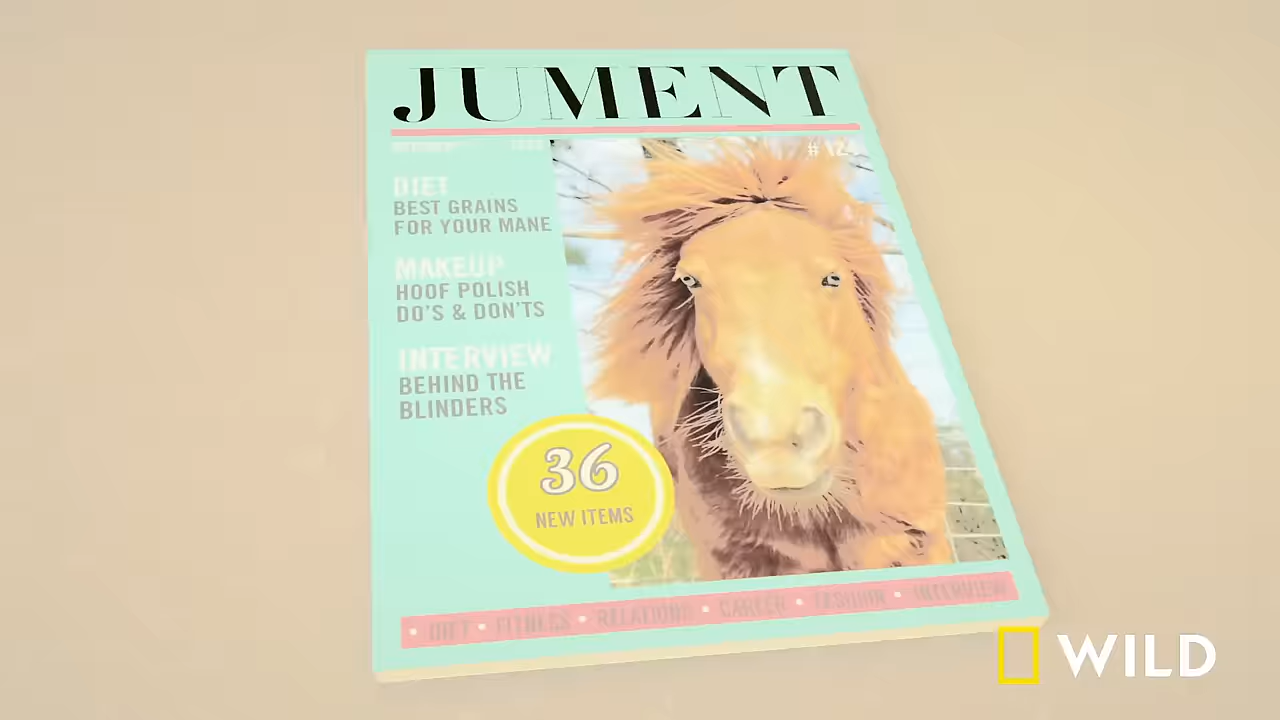 JUMENT
DIET
BEST GRAINS
FOR YOUR MANE
MAKEUP
HOOF POLISH
DO'S & DON'TS
INTERVIEW
BEHIND THE
BLINDERS
36
NEW ITEMS
• DIET • FITNESS • RELATIONS • CAREER • FASHION • INTERVIEW
WILD